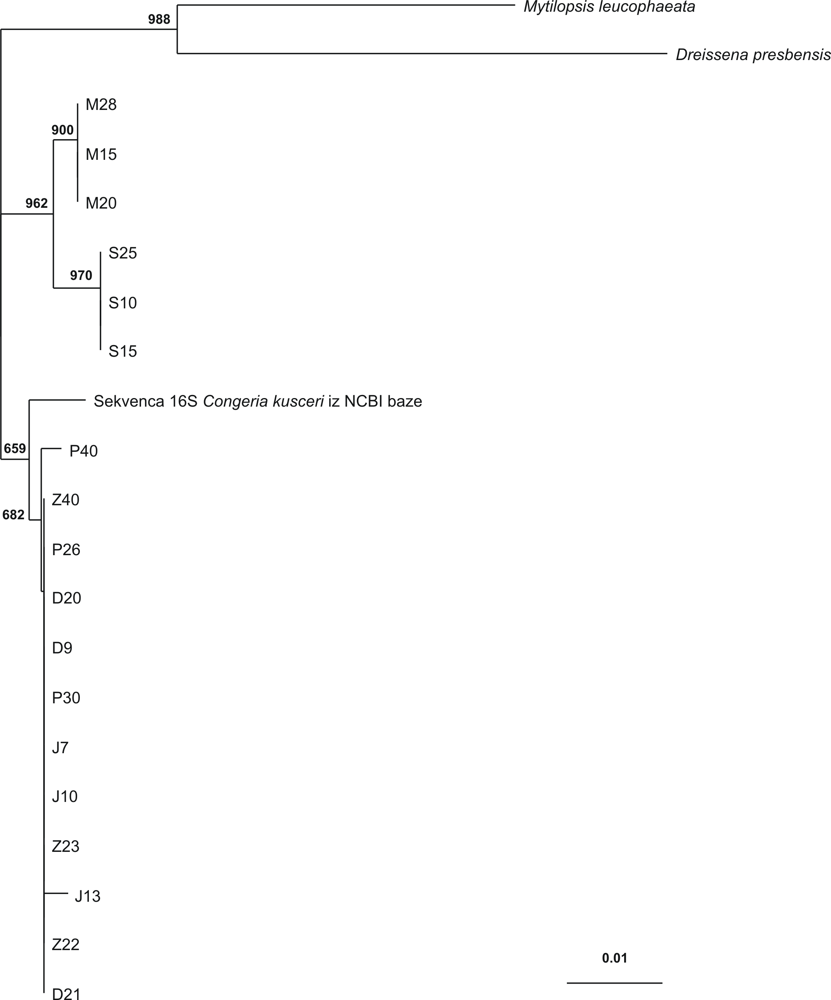 Mytilopsis leucophaeata
988
Dreissena presbensis
M28
900
M15
M20
962
S25
970
S10
S15
Sekvenca 16S Congeria kusceri iz NCBI baze
659
P40
Z40
682
P26
D20
D9
P30
J7
J10
Z23
J13
Z22
0.01
D21